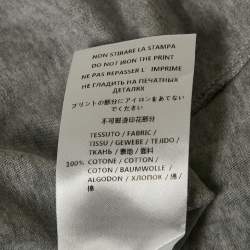 NON STIRARE LA STAMPA
DO NOT IRON THE PRINT
NE PAS REPASSER L IMPRIME
НЕ ГЛАДИТЬ НА ПЕЧАТНЫХ
ДЕТАЛЯХ
プリントの部分にアイロンをあてない
でください
不可熨烫印花部分
TESSUTO / FABRIC /
TISSU / GEWEBE / TEJIDO /
ТКАНЬ / 表地 / 面料
100% COTONE / COTTON /
COTON / BAUMWOLLE /
ALGODON / ХЛОПОК / 綿 /
棉